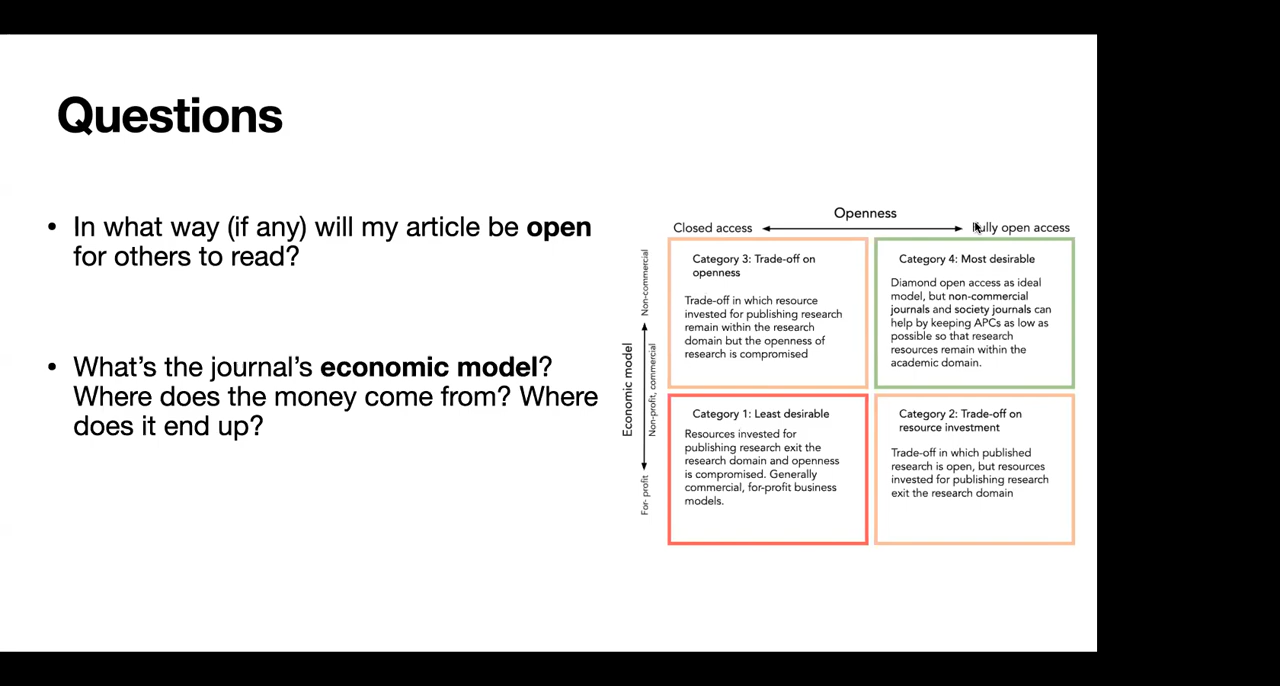 Questions
• In what way (if any) will my article be open
for others to read?
• What's the journal's economic model?
Where does the money come from? Where
does it end up?
Openness
Closed access
Fully open access
Economic model
Non-commercial
Non-profit, commercial
For- profit
Category 3: Trade-off on
openness
Trade-off in which resource
invested for publishing research
remain within the research
domain but the openness of
research is compromised
Category 4: Most desirable
Diamond open access as ideal
model, but non-commercial
journals and society journals can
help by keeping APCs as low as
possible so that research
resources remain within the
academic domain.
Category 1: Least desirable
Resources invested for
publishing research exit the
research domain and openness
is compromised. Generally
commercial, for-profit business
models.
Category 2: Trade-off on
resource investment
Trade-off in which published
research is open, but resources
invested for publishing research
exit the research domain